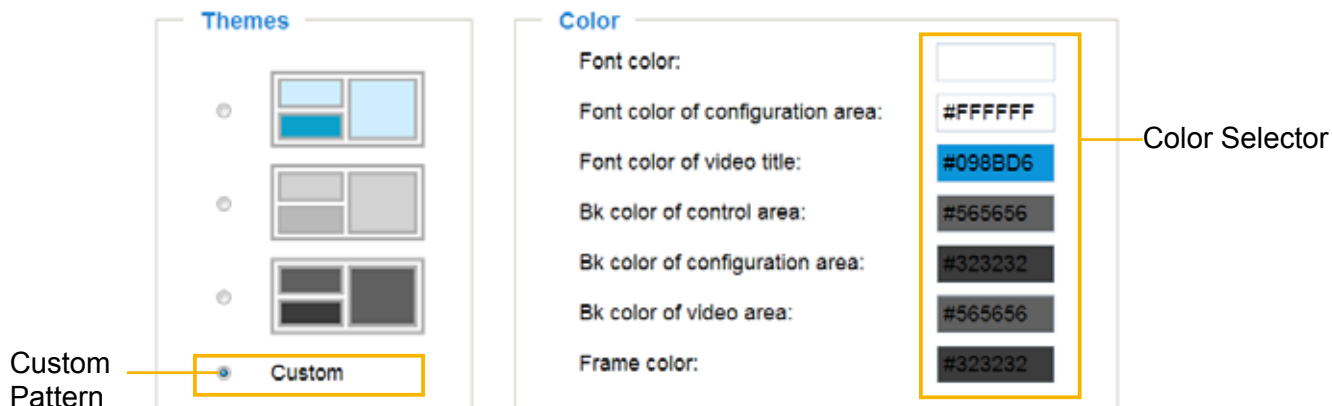 Themes
Custom
Custom
Pattern
Color
Font color:
Font color of configuration area: #FFFFFF
Font color of video title: #098BD6
Bk color of control area: #565656
Bk color of configuration area: #323232
Bk color of video area: #565656
Frame color: #323232
Color Selector